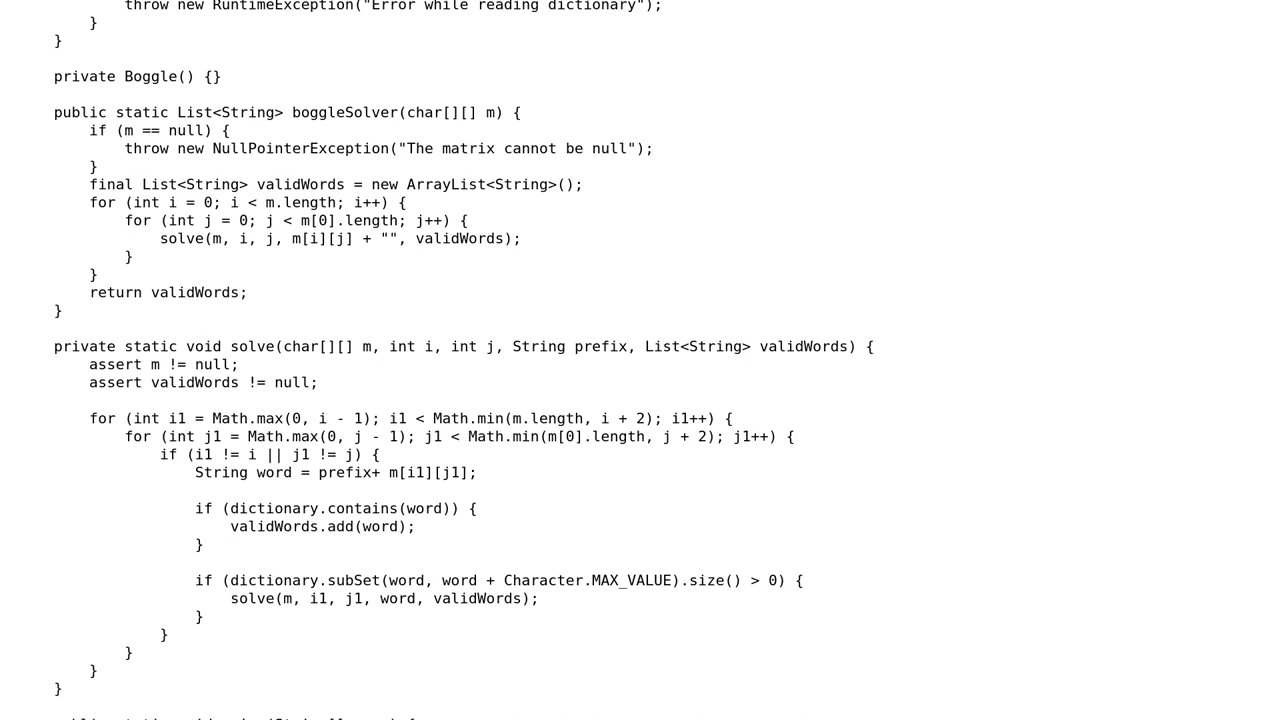 throw new RuntimeException("Error while reading dictionary");
}
}
private Boggle() {}
public static List<String> boggleSolver(char[][] m) {
if (m == null) {
throw new NullPointerException("The matrix cannot be null");
}
final List<String> validWords = new ArrayList<String>();
for (int i = 0; i < m.length; i++) {
for (int j = 0; j < m[0].length; j++) {
solve(m, i, j, m[i][j] + "", validWords);
}
}
return validWords;
}
private static void solve(char[][] m, int i, int j, String prefix, List<String> validWords) {
assert m != null;
assert validWords != null;
for (int i1 = Math.max(0, i - 1); i1 < Math.min(m.length, i + 2); i1++) {
for (int j1 = Math.max(0, j - 1); j1 < Math.min(m[0].length, j + 2); j1++) {
if (i1 != i || j1 != j) {
String word = prefix+ m[i1][j1];
if (dictionary.contains(word)) {
validWords.add(word);
}
if (dictionary.subSet(word, word + Character.MAX_VALUE).size() > 0) {
solve(m, i1, j1, word, validWords);
}
}
}
}
}